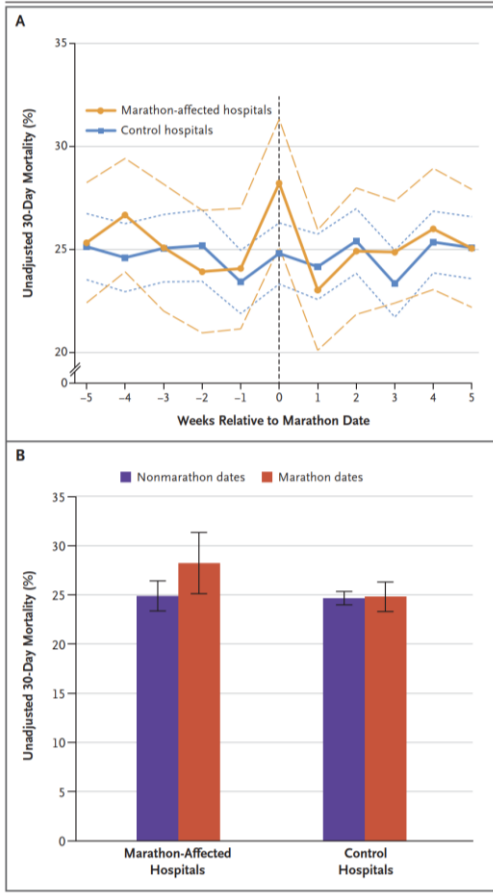 A
Unadjusted 30-Day Mortality (%)
35
30
25
20
0
Marathon-affected hospitals
Control hospitals
−5 −4 −3 −2 −1 0 1 2 3 4 5
Weeks Relative to Marathon Date
B
Nonmarathon dates Marathon dates
Unadjusted 30-Day Mortality (%)
35
30
25
20
15
10
5
0
Marathon-Affected
Hospitals
Control
Hospitals